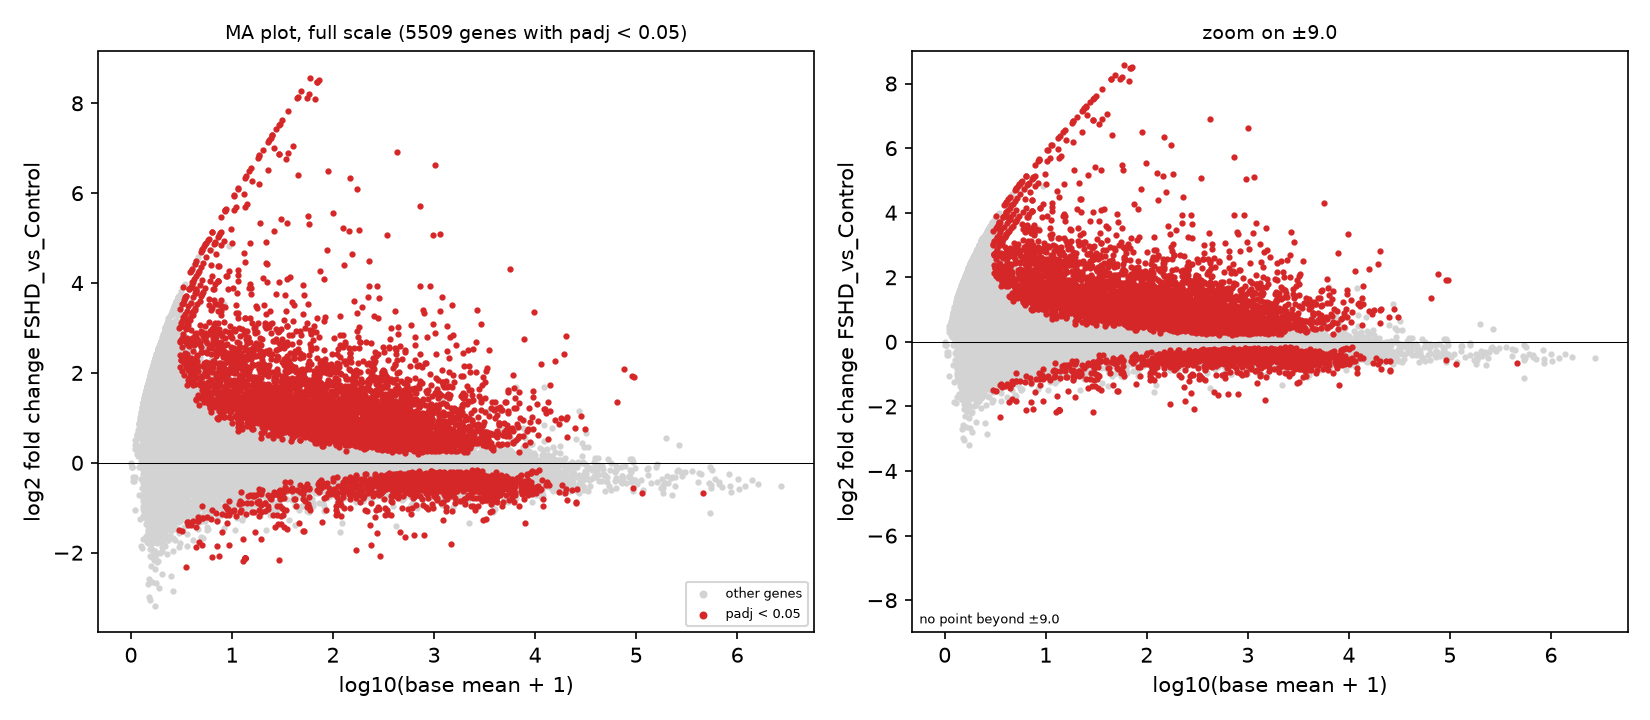 MA plot, full scale (5509 genes with padj < 0.05)
log2 fold change FSHD_vs_Control
8
6
4
2
0
−2
0 1 2 3 4 5 6
log10(base mean + 1)
other genes
padj < 0.05
zoom on ±9.0
log2 fold change FSHD_vs_Control
8
6
4
2
0
−2
−4
−6
−8
no point beyond ±9.0
0 1 2 3 4 5 6
log10(base mean + 1)